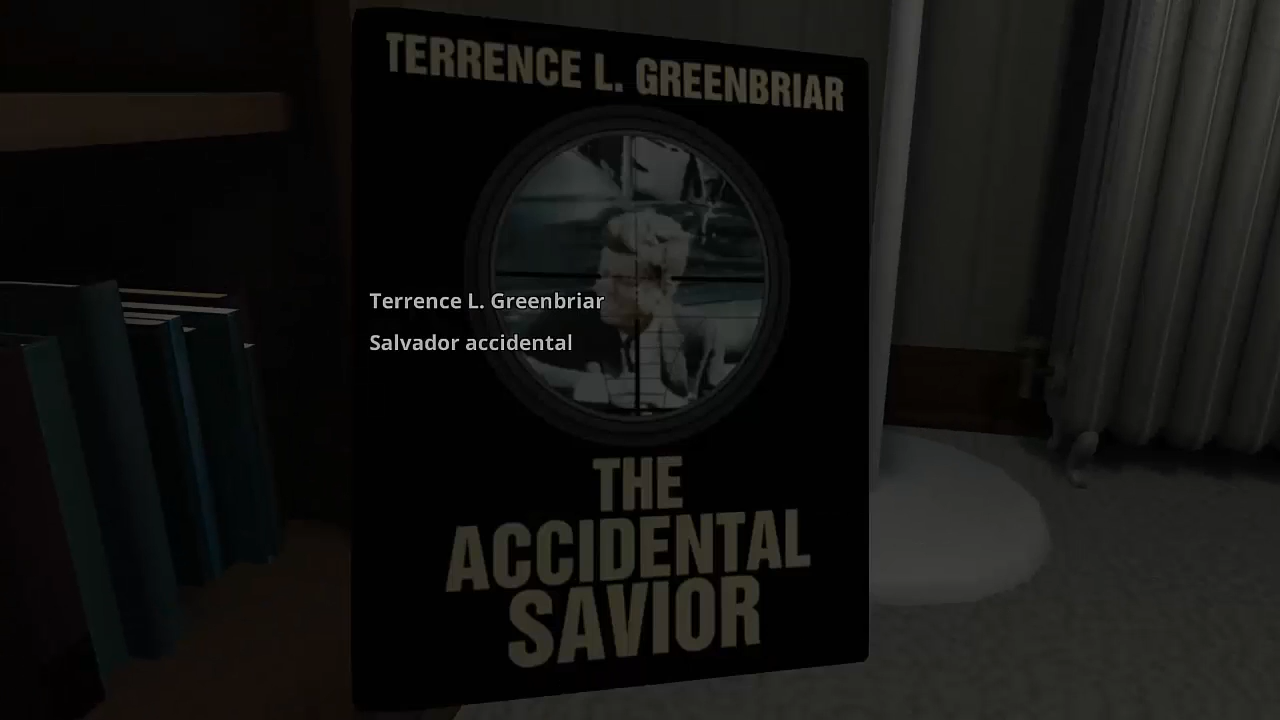 TERRENCE L. GREENBRIAR
Terrence L. Greenbriar
Salvador accidental
THE
ACCIDENTAL
SAVIOR